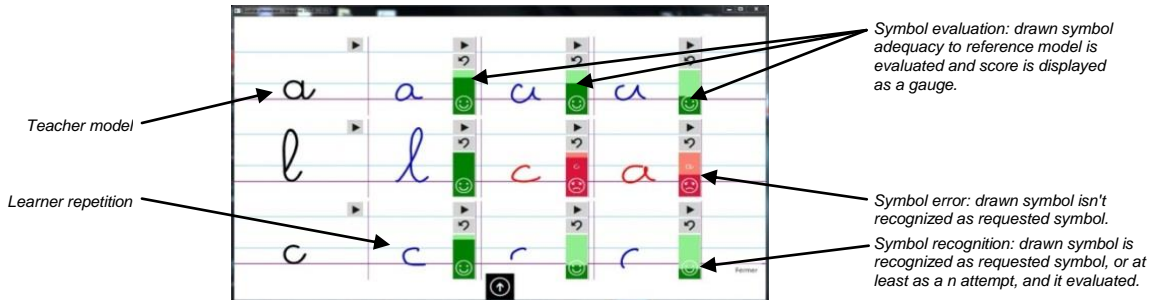 Symbol evaluation: drawn symbol
adequacy to reference model is
evaluated and score is displayed
as a gauge.
a a a a
Teacher model
l l c a
Learner repetition
Symbol error: drawn symbol isn't
recognized as requested symbol.
c c
Symbol recognition: drawn symbol is
recognized as requested symbol, or at
least as a n attempt, and it evaluated.
Fermer